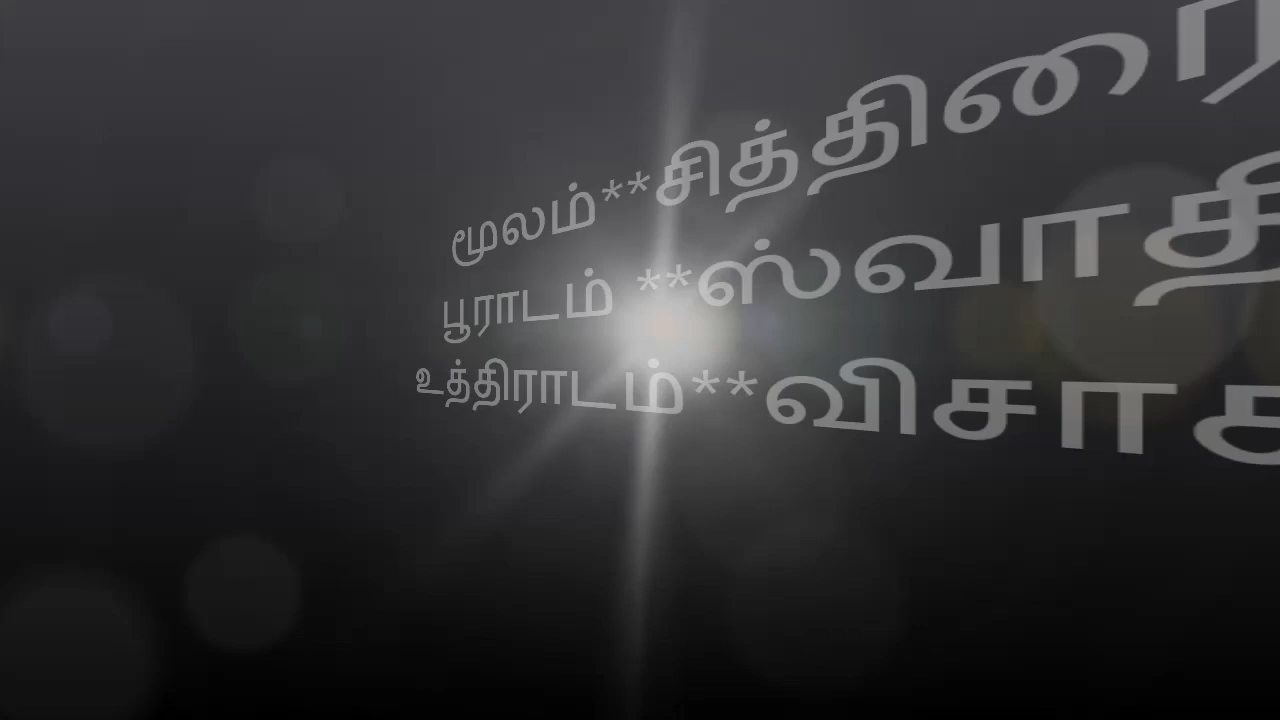 மூலம்**சித்திரை
பூராடம் **ஸ்வாதி
உத்திராடம்**விசா